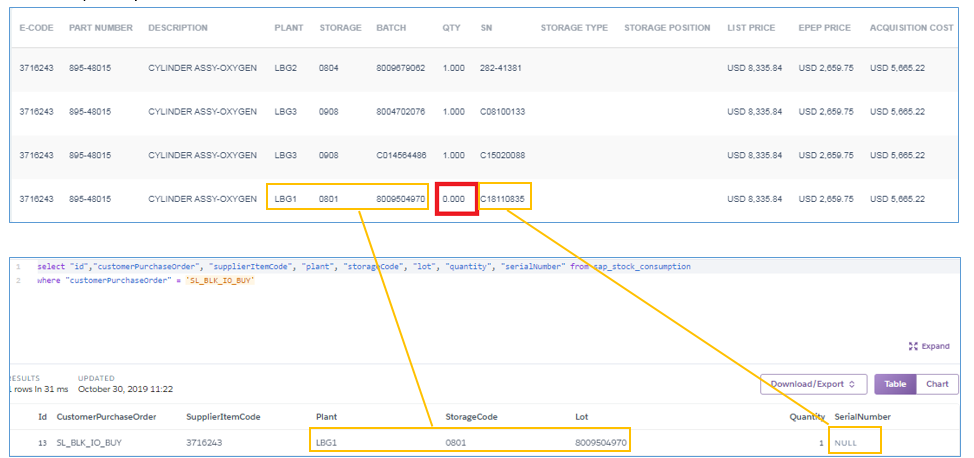 E-CODE PART NUMBER DESCRIPTION PLANT STORAGE BATCH QTY SN STORAGE TYPE STORAGE POSITION LIST PRICE EPEP PRICE ACQUISITION COST
3716243 895-48015 CYLINDER ASSY-OXYGEN LBG2 0804 8009679062 1.000 282-41381 USD 8,335.84 USD 2,659.75 USD 5,665.22
3716243 895-48015 CYLINDER ASSY-OXYGEN LBG3 0908 8004702076 1.000 C08100133 USD 8,335.84 USD 2,659.75 USD 5,665.22
3716243 895-48015 CYLINDER ASSY-OXYGEN LBG3 0908 C014564486 1.000 C15020088 USD 8,335.84 USD 2,659.75 USD 5,665.22
3716243 895-48015 CYLINDER ASSY-OXYGEN LBG1 0801 8009504970 0.000 C18110835 USD 8,335.84 USD 2,659.75 USD 5,665.22
1 select "id","customerPurchaseOrder", "supplierItemCode", "plant", "storageCode", "lot", "quantity", "serialNumber" from sap_stock_consumption
2 where "customerPurchaseOrder" = 'SL_BLK_IO_BUY'
Expand
RESULTS UPDATED
rows In 31 ms October 30, 2019 11:22
Download/Export Table Chart
Id CustomerPurchaseOrder SupplierItemCode Plant StorageCode Lot Quantity SerialNumber
13 SL_BLK_IO_BUY 3716243 LBG1 0801 8009504970 1 NULL